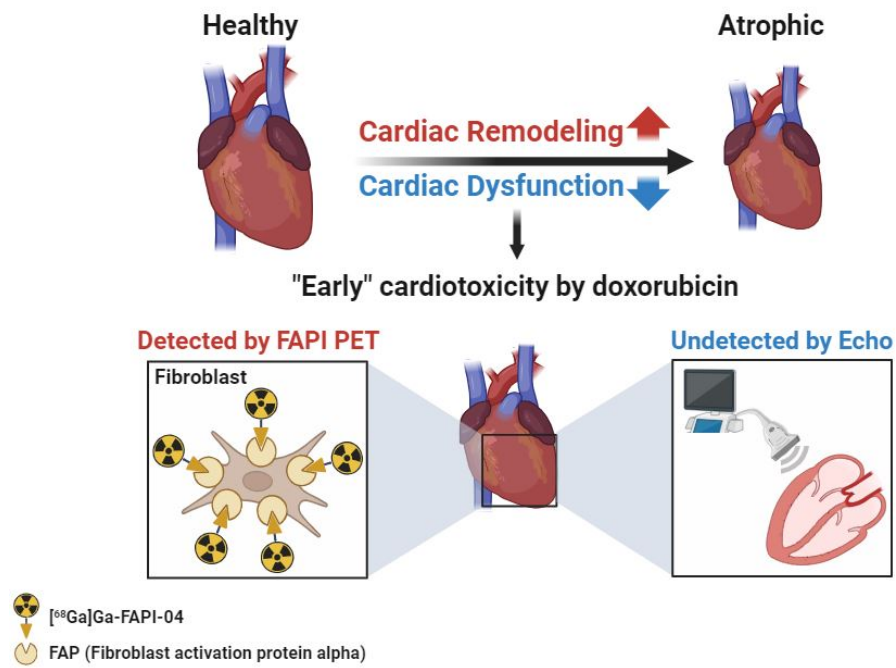 Healthy
Atrophic
Cardiac Remodeling
Cardiac Dysfunction
"Early" cardiotoxicity by doxorubicin
Detected by FAPI PET
Undetected by Echo
Fibroblast
[⁶⁸Ga]Ga-FAPI-04
FAP (Fibroblast activation protein alpha)